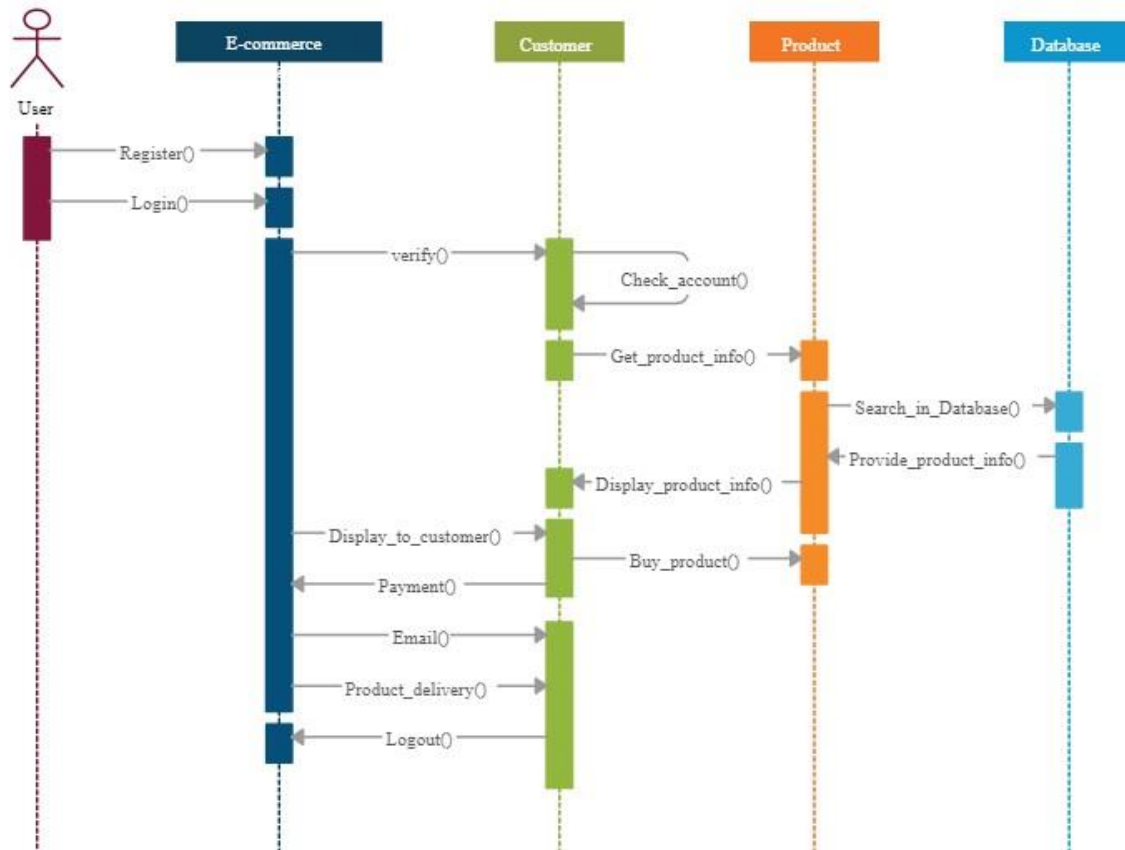 E-commerce
Customer
Product
Database
User
Register()
Login()
verify()
Check_account()
Get_product_info()
Search_in_Database()
Provide_product_info()
Display_product_info()
Display_to_customer()
Buy_product()
Payment()
Email()
Product_delivery()
Logout()